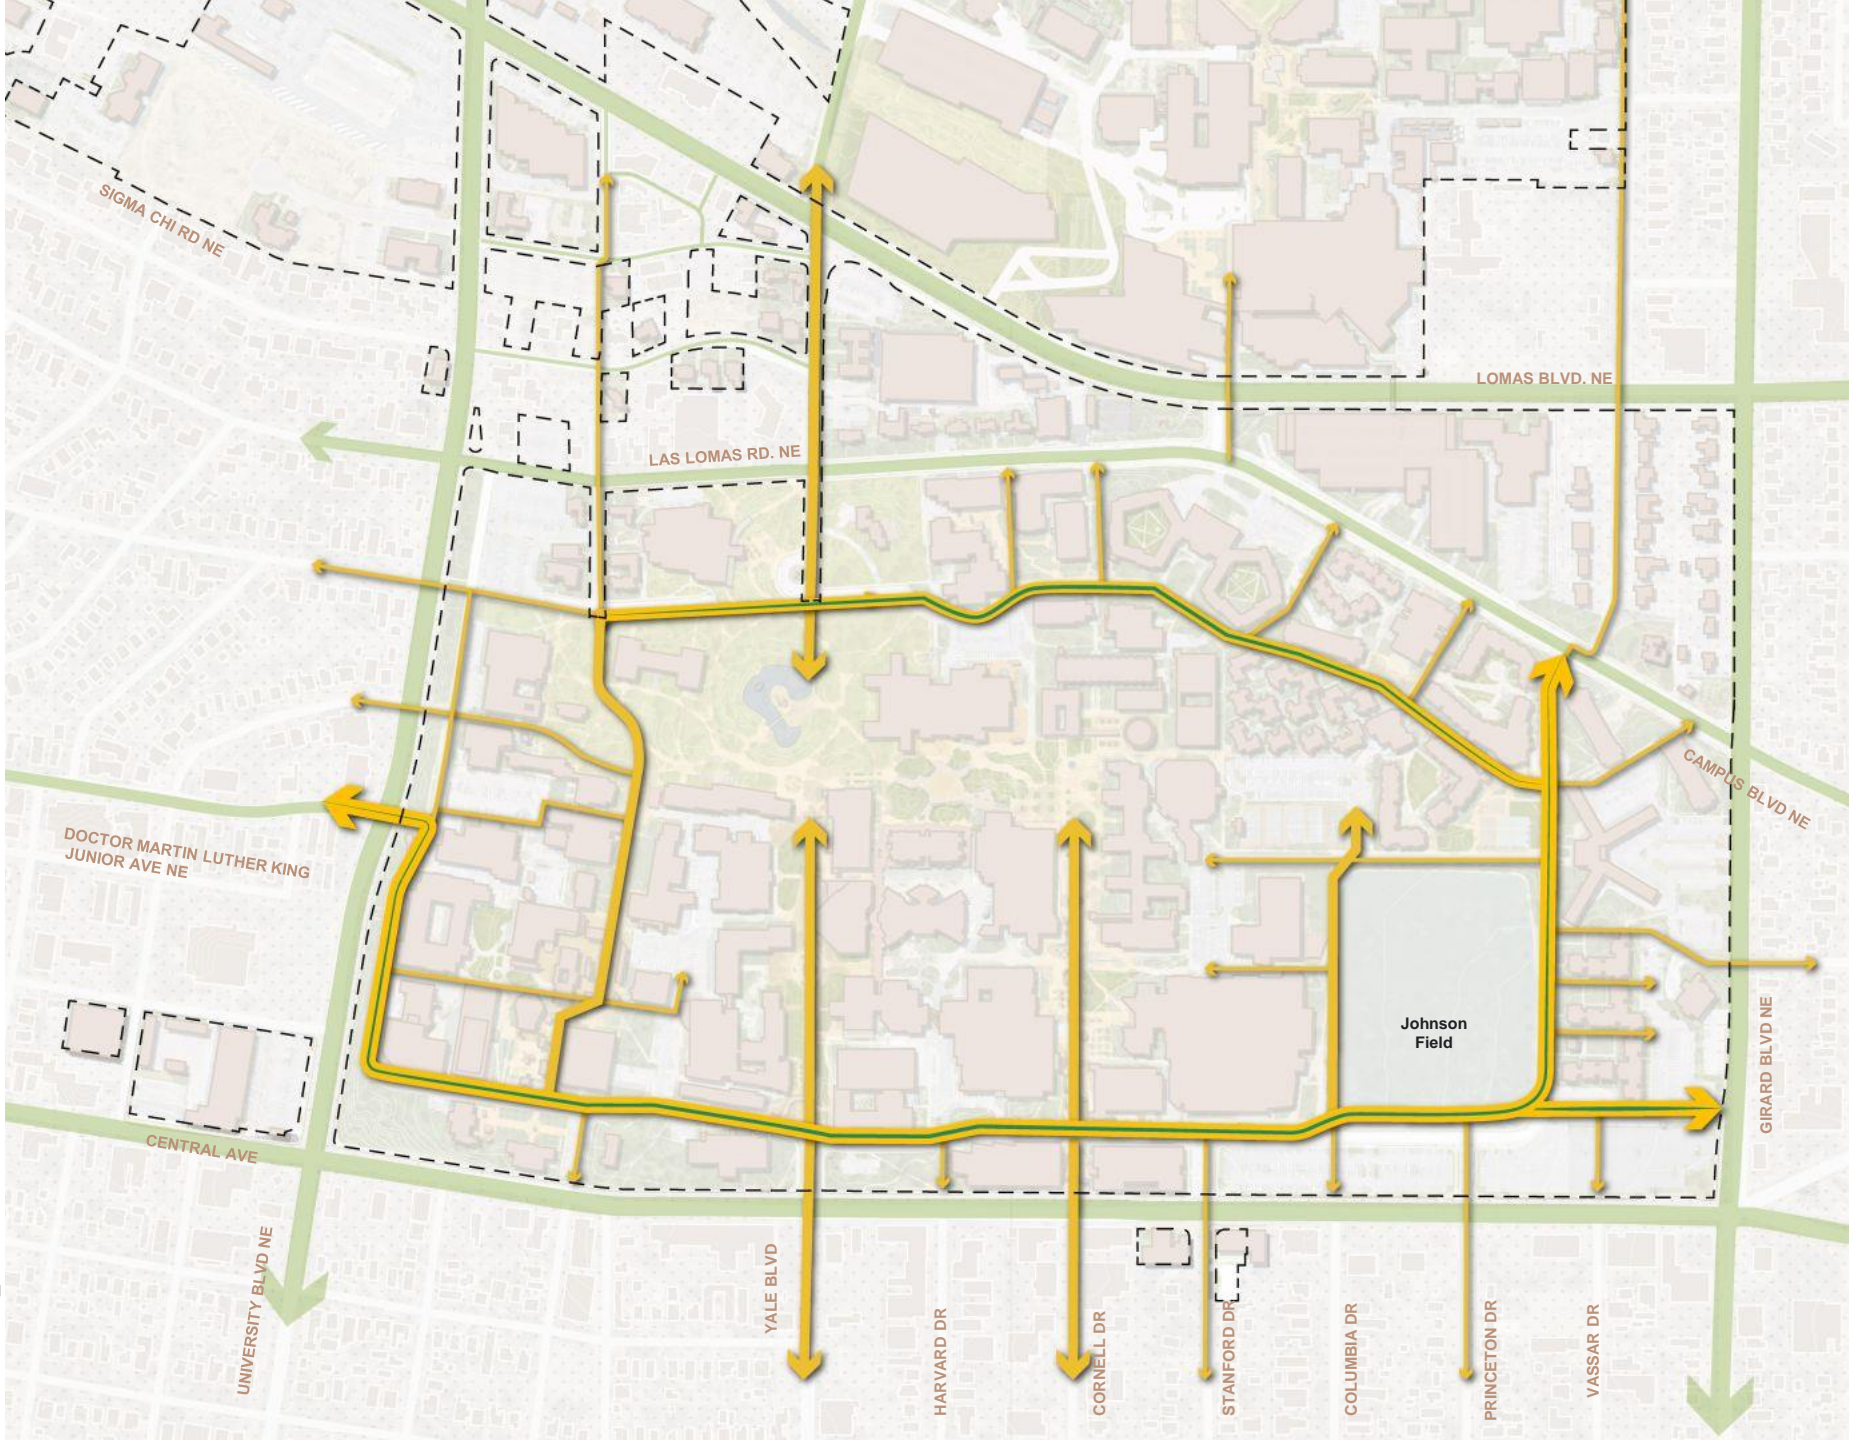 SIGMA CHI RD NE
LOMAS BLVD. NE
LAS LOMAS RD. NE
CAMPUS BLVD NE
DOCTOR MARTIN LUTHER KING
JUNIOR AVE NE
Johnson
Field
GIRARD BLVD NE
CENTRAL AVE
UNIVERSITY BLVD NE
YALE BLVD
HARVARD DR
CORNELL DR
STANFORD DR
COLUMBIA DR
PRINCETON DR
VASSAR DR